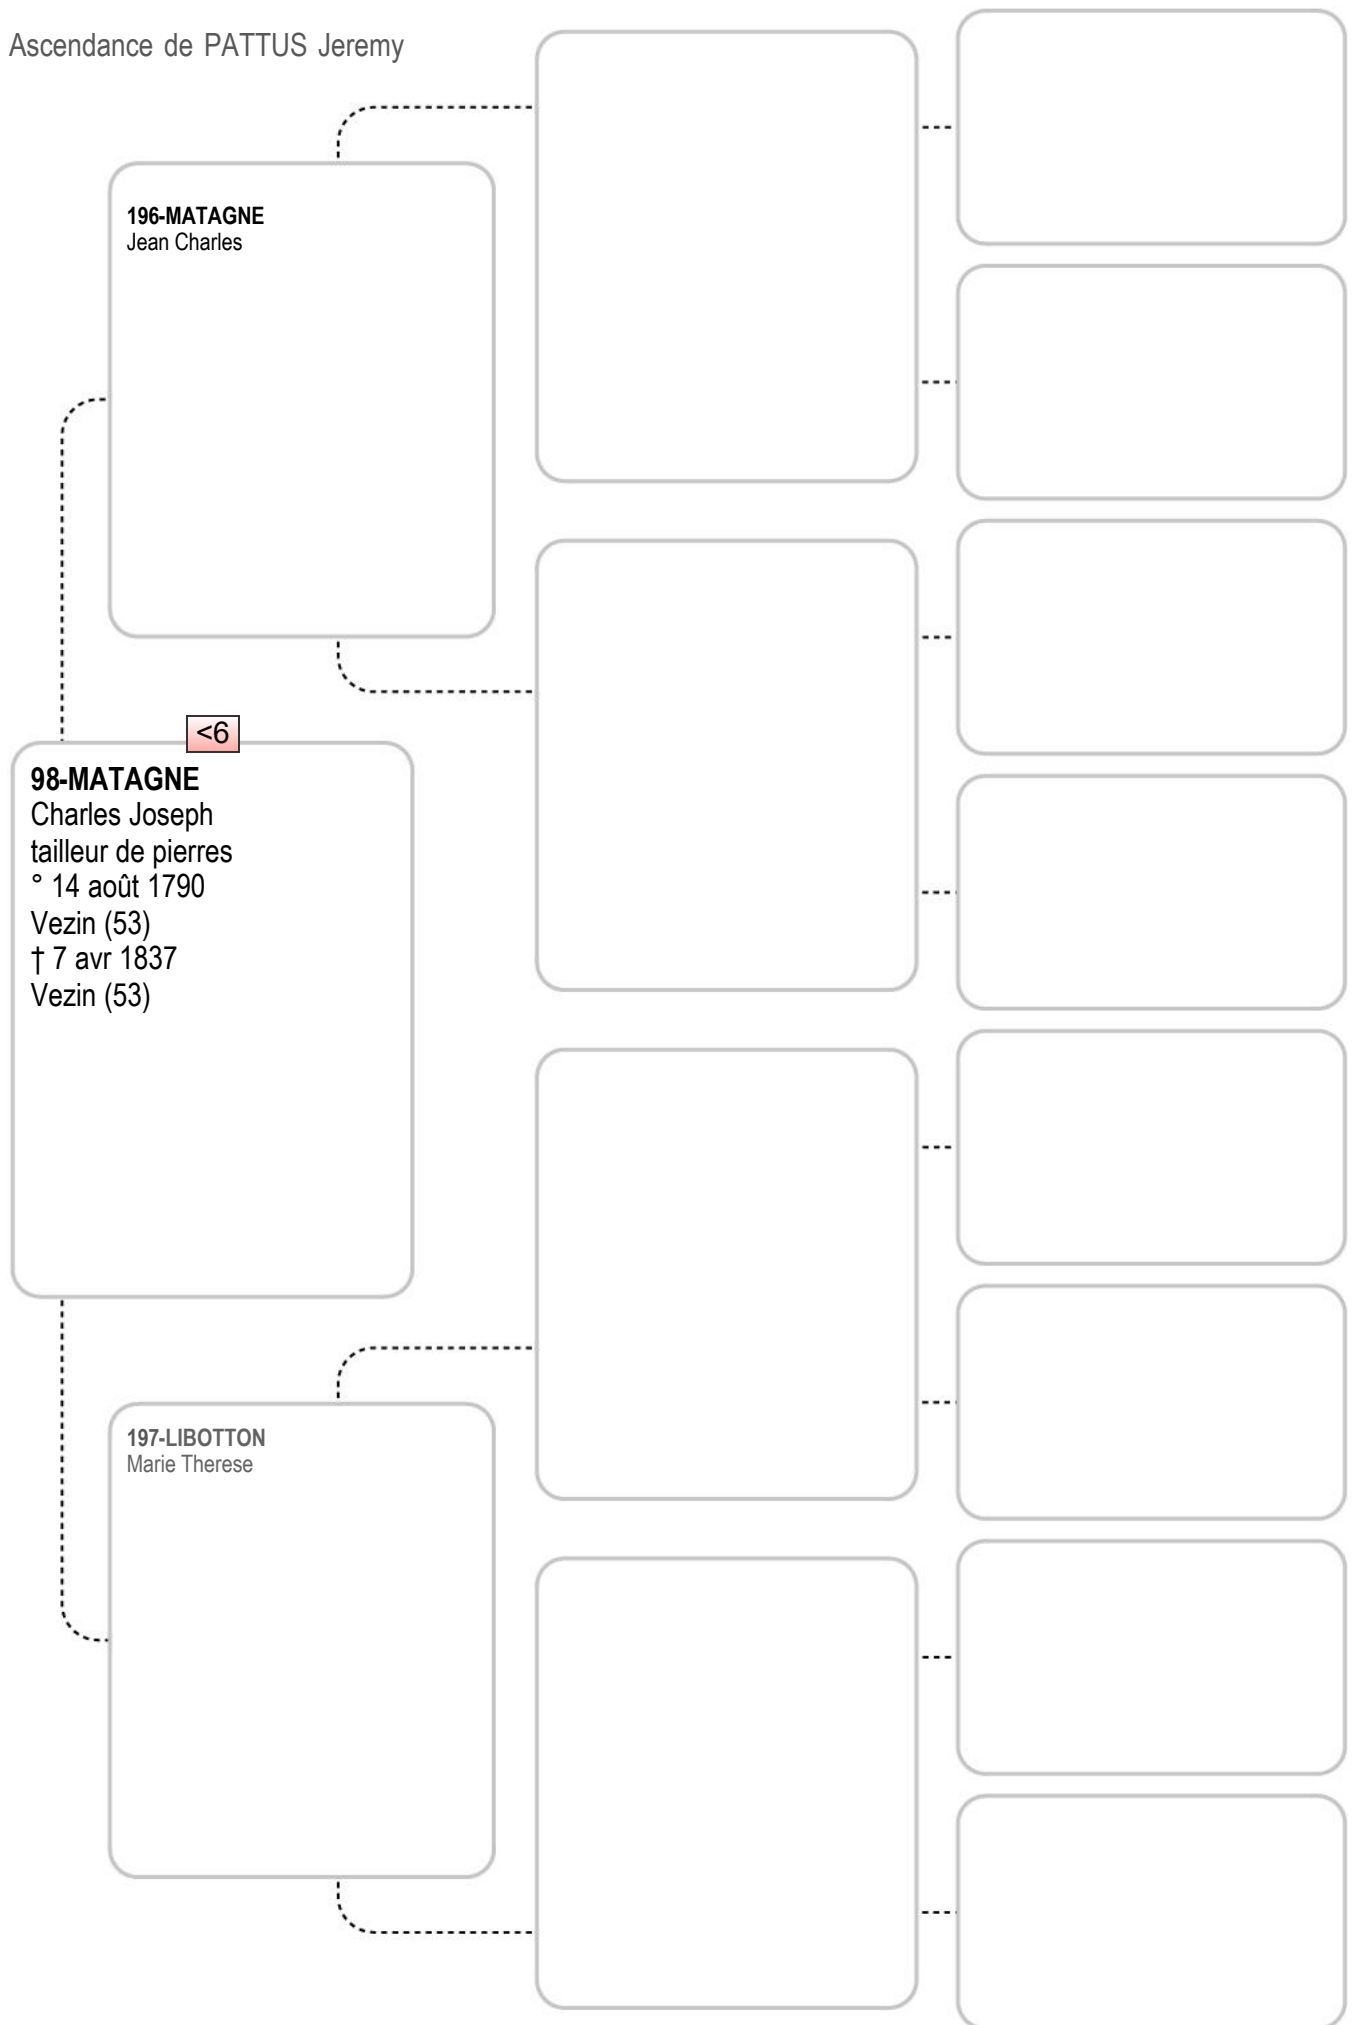 Ascendance de PATTUS Jeremy
196-MATAGNE
Jean Charles
<6
98-MATAGNE
Charles Joseph
tailleur de pierres
° 14 août 1790
Vezin (53)
† 7 avr 1837
Vezin (53)
197-LIBOTTON
Marie Therese